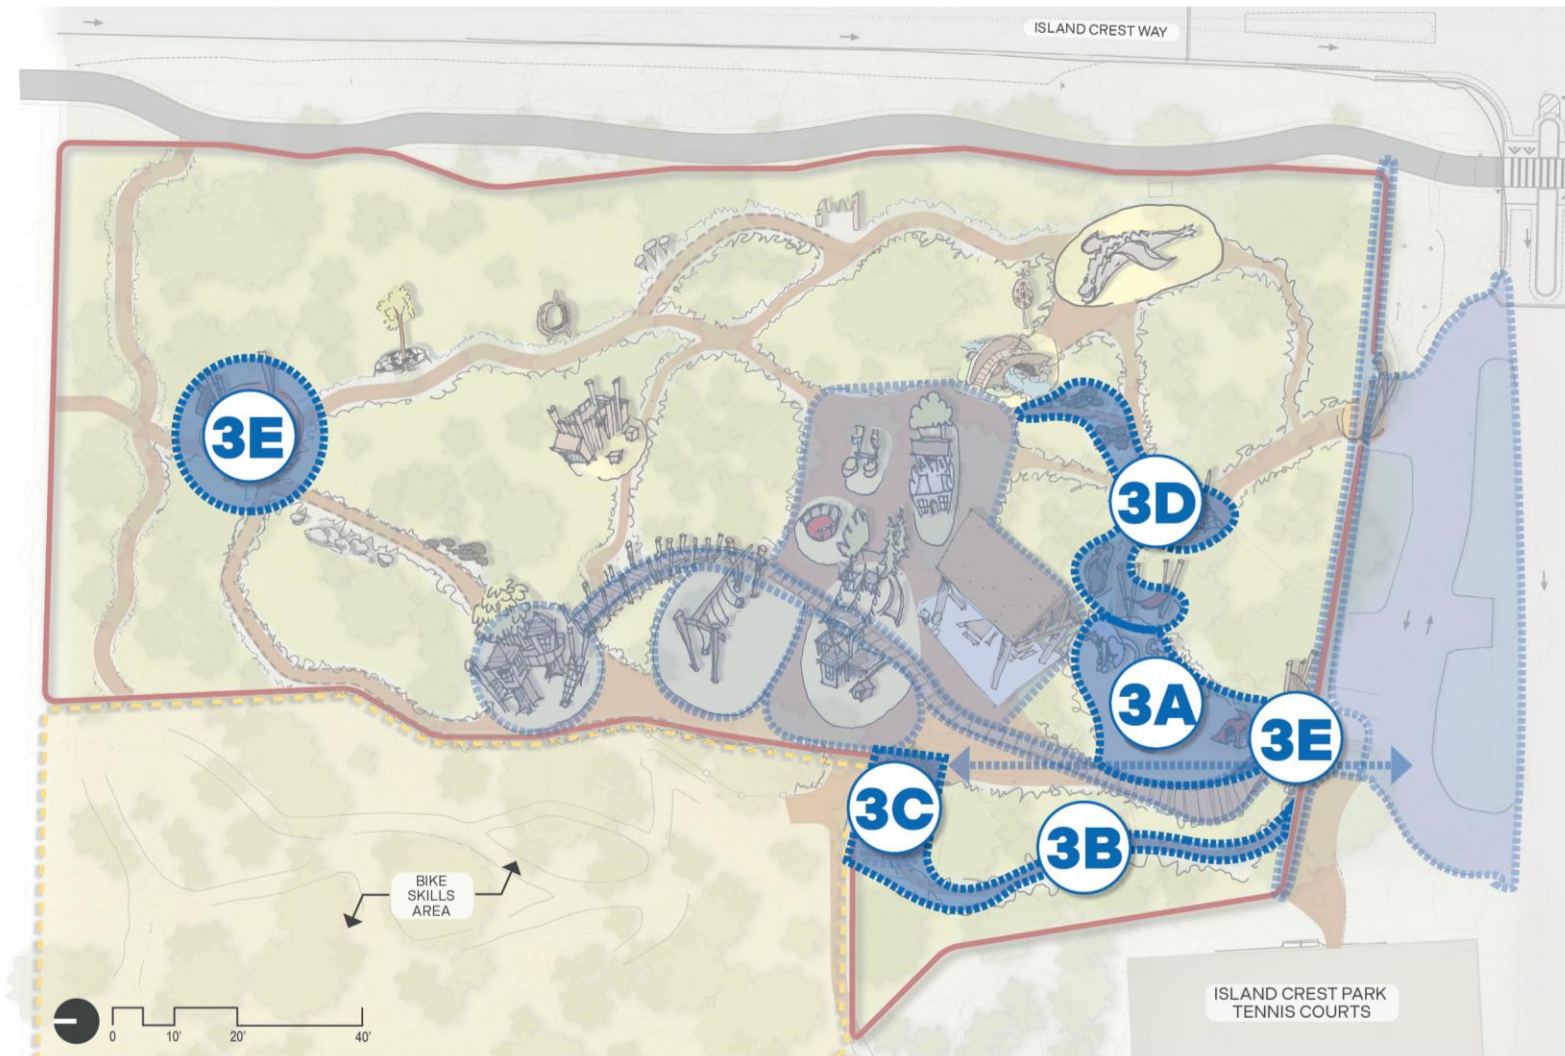 ISLAND CREST WAY
3E
3D
3A
3E
3C
3B
BIKE
SKILLS
AREA
ISLAND CREST PARK
TENNIS COURTS
0 10' 20' 40'